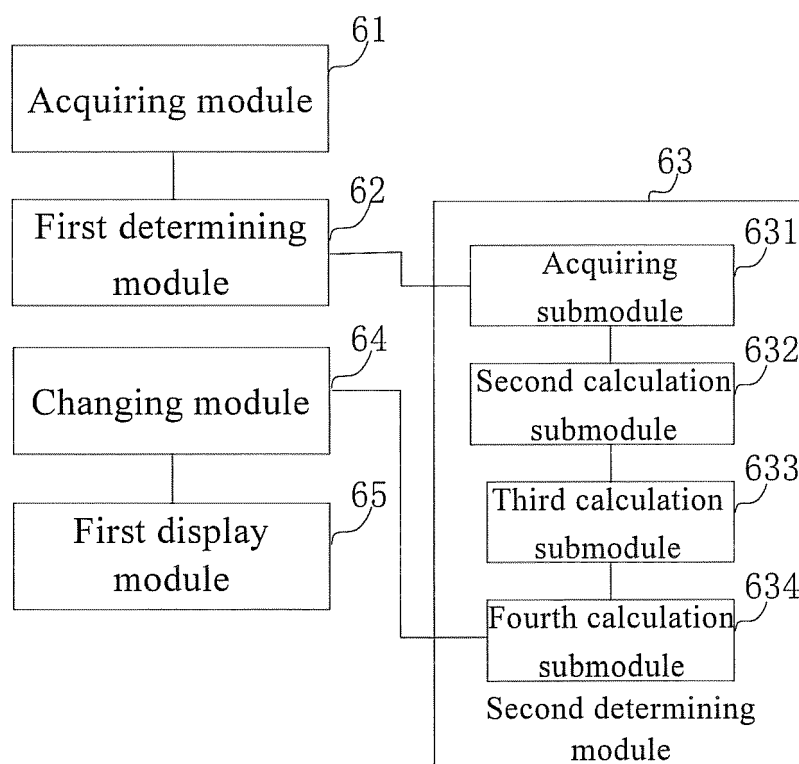 61
Acquiring module
62
First determining
module
64
Changing module
65
First display
module
63
631
Acquiring
submodule
632
Second calculation
submodule
633
Third calculation
submodule
634
Fourth calculation
submodule
Second determining
module